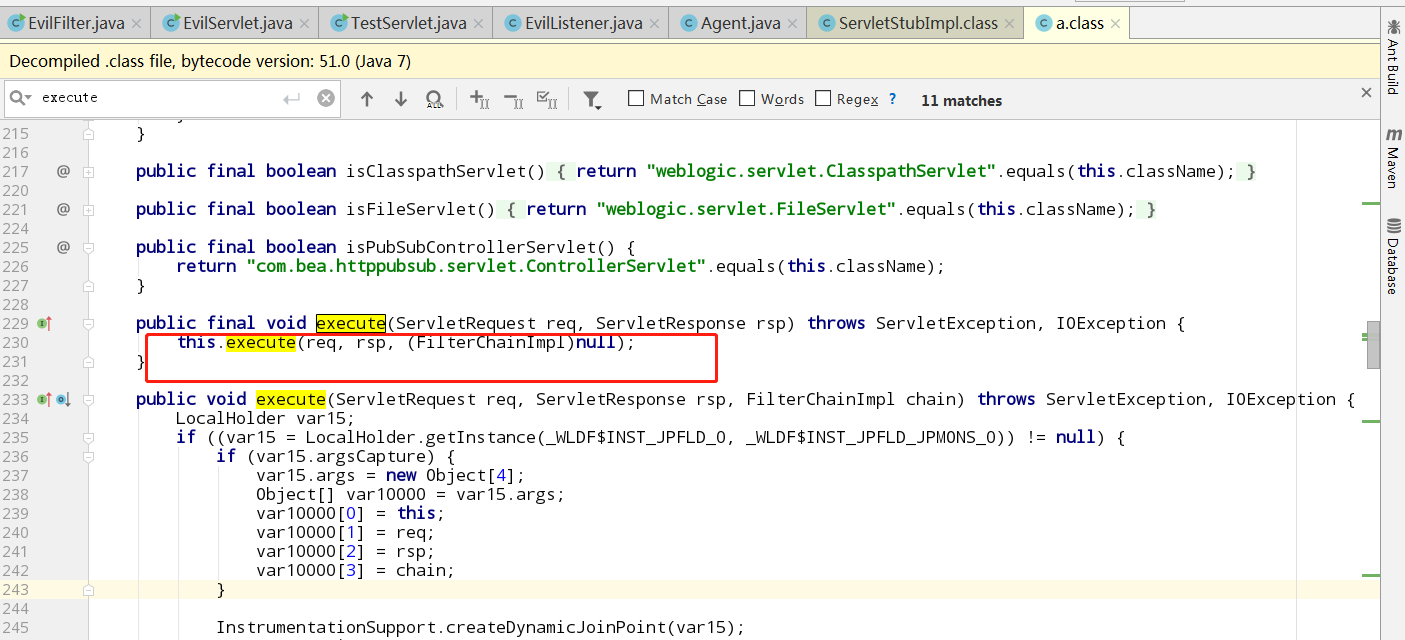 EvilFilter.java
EvilServlet.java
TestServlet.java
EvilListener.java
Agent.java
ServletStubImpl.class
a.class
Decompiled .class file, bytecode version: 51.0 (Java 7)
execute
Match Case
Words
Regex
?
11 matches
215 }
216
217 @ public final boolean isClasspathServlet() { return "weblogic.servlet.ClasspathServlet".equals(this.className); }
220
221 @ public final boolean isFileServlet() { return "weblogic.servlet.FileServlet".equals(this.className); }
224
225 @ public final boolean isPubSubControllerServlet() {
226 return "com.bea.httppubsub.servlet.ControllerServlet".equals(this.className);
227 }
228
229 public final void execute(ServletRequest req, ServletResponse rsp) throws ServletException, IOException {
230 this.execute(req, rsp, (FilterChainImpl)null);
231 }
232
233 public void execute(ServletRequest req, ServletResponse rsp, FilterChainImpl chain) throws ServletException, IOException {
234 LocalHolder var15;
235 if ((var15 = LocalHolder.getInstance(_WLDF$INST_JPFLD_0, _WLDF$INST_JPFLD_JPMONS_0)) != null) {
236 if (var15.argsCapture) {
237 var15.args = new Object[4];
238 Object[] var10000 = var15.args;
239 var10000[0] = this;
240 var10000[1] = req;
241 var10000[2] = rsp;
242 var10000[3] = chain;
243 }
244
245 InstrumentationSupport.createDynamicJoinPoint(var15);
Ant Build
Maven
Database